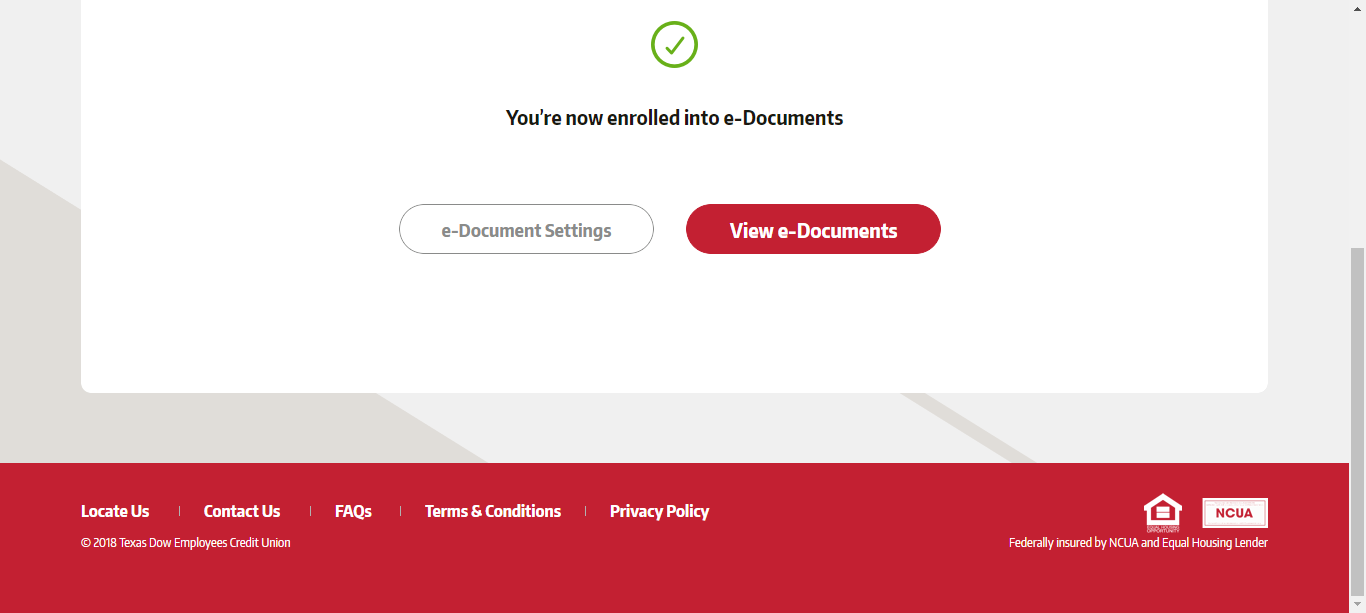 You're now enrolled into e-Documents
e-Document Settings
View e-Documents
Locate Us
Contact Us
FAQs
Terms & Conditions
Privacy Policy
© 2018 Texas Dow Employees Credit Union
NCUA
Federally insured by NCUA and Equal Housing Lender